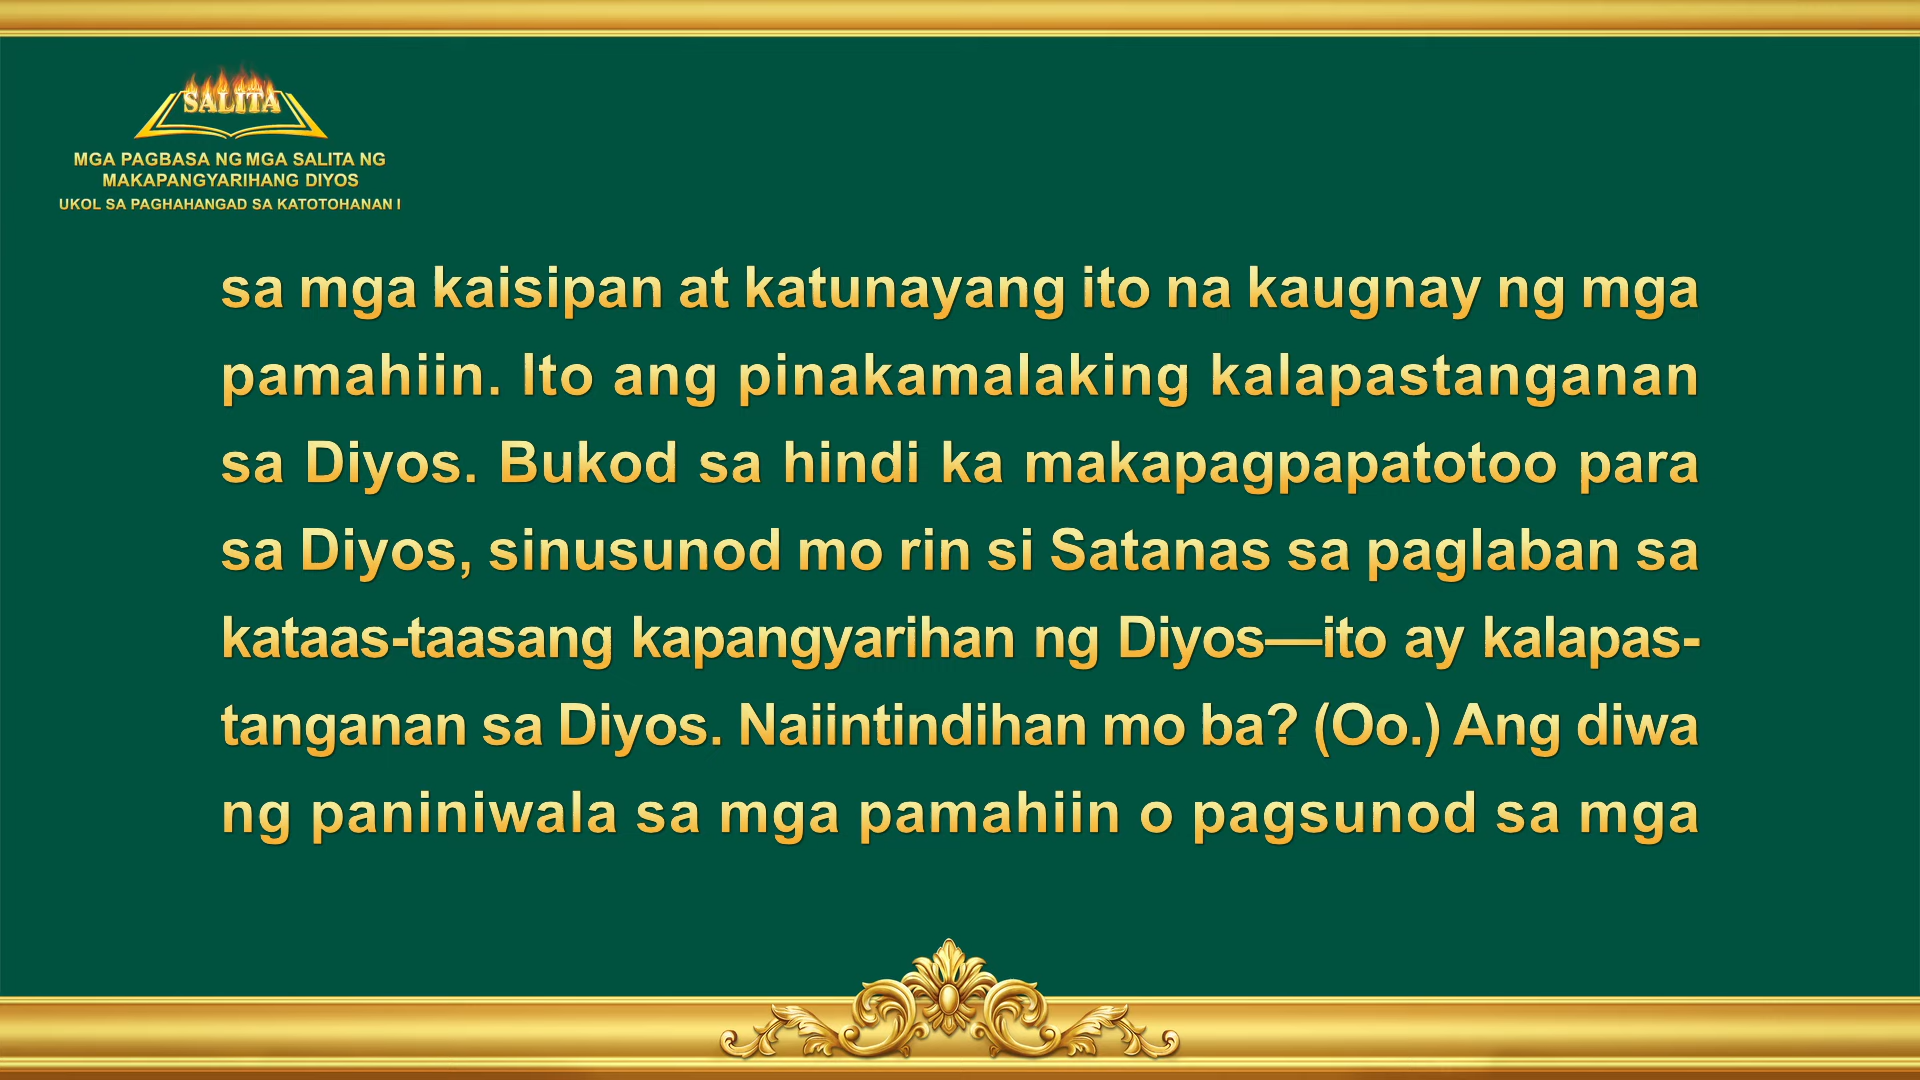 SALITA
MGA PAGBASA NG MGA SALITA NG
MAKAPANGYARIHANG DIYOS
UKOL SA PAGHAHANGAD SA KATOTOHANAN I
sa mga kaisipan at katunayang ito na kaugnay ng mga
pamahiin. Ito ang pinakamalaking kalapastanganan
sa Diyos. Bukod sa hindi ka makapagpapatotoo para
sa Diyos, sinusunod mo rin si Satanas sa paglaban sa
kataas-taasang kapangyarihan ng Diyos—ito ay kalapas-
tanganan sa Diyos. Naiintindihan mo ba? (Oo.) Ang diwa
ng paniniwala sa mga pamahiin o pagsunod sa mga